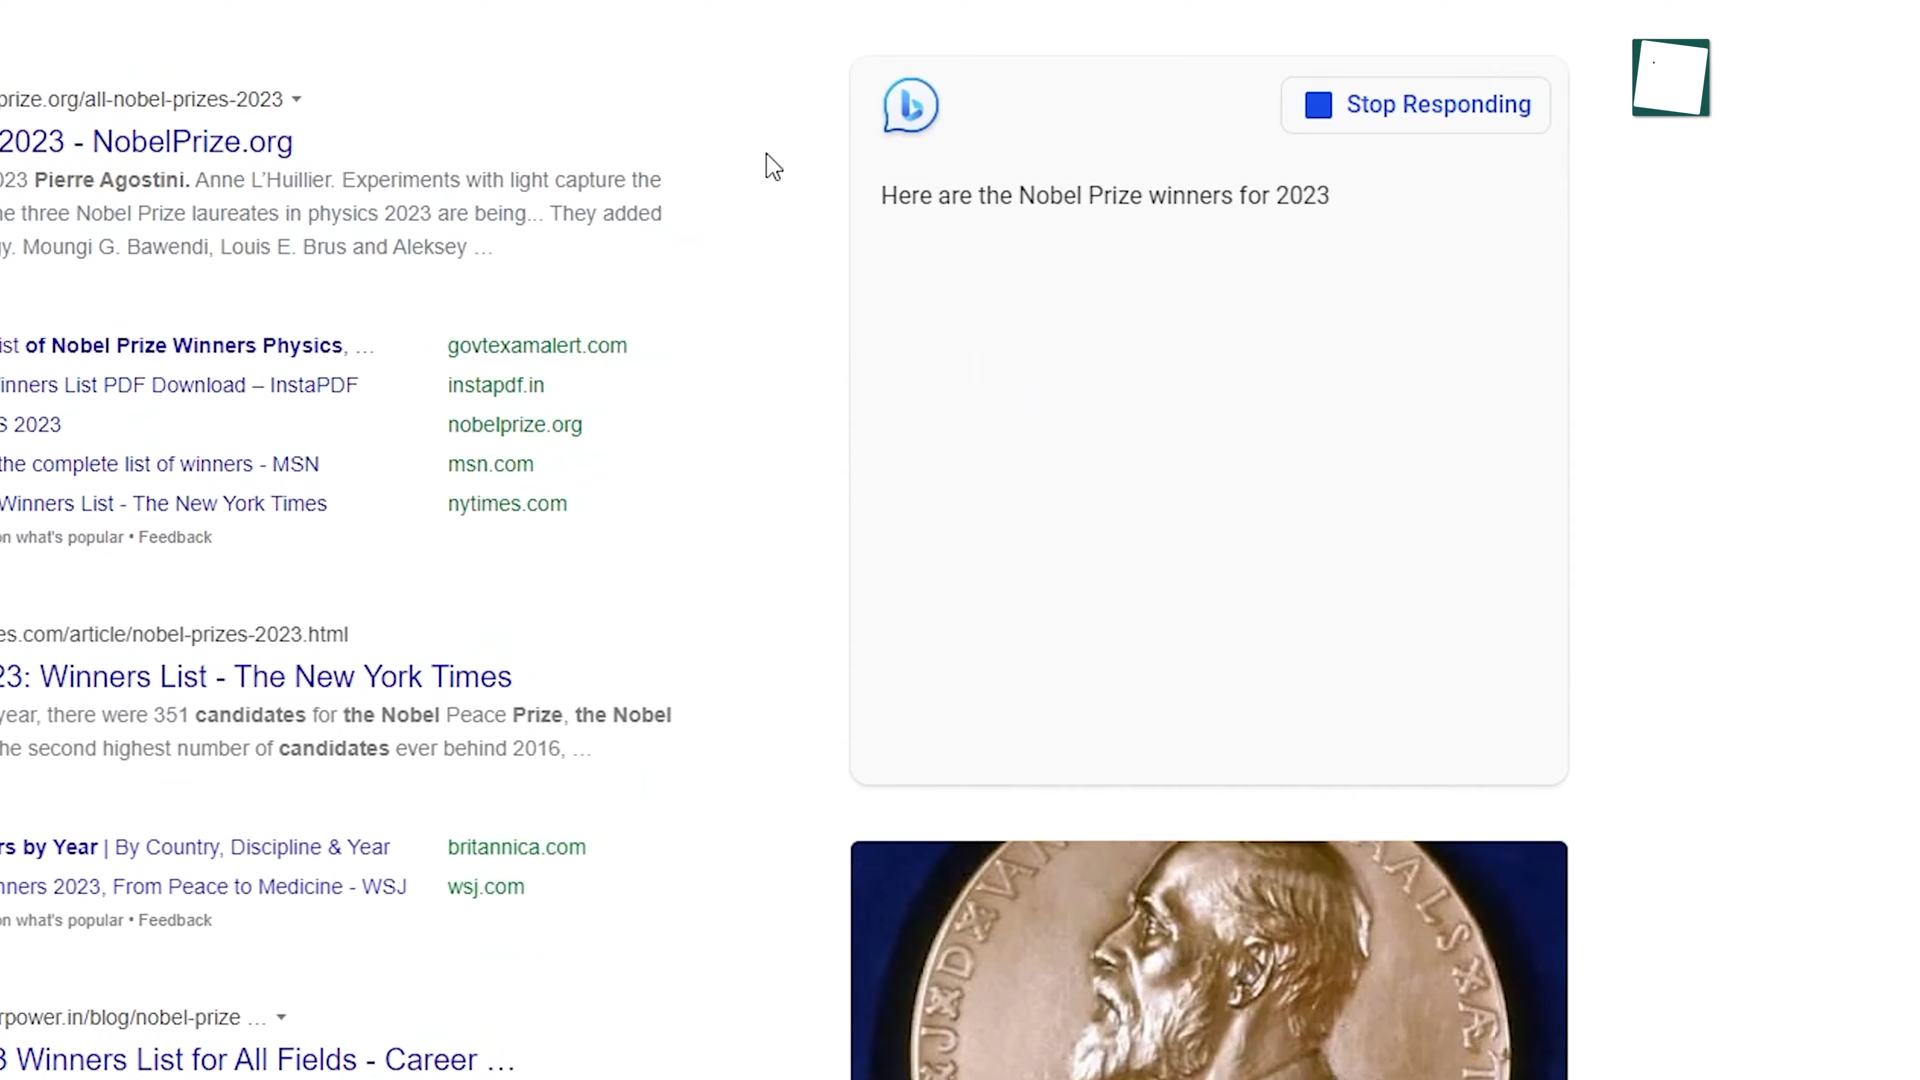 prize.org/all-nobel-prizes-2023
2023 - NobelPrize.org
023 Pierre Agostini. Anne L’Huillier. Experiments with light capture the
he three Nobel Prize laureates in physics 2023 are being... They added
gy. Moungi G. Bawendi, Louis E. Brus and Aleksey …
ist of Nobel Prize Winners Physics, … govtexamalert.com
inners List PDF Download – InstaPDF instapdf.in
S 2023 nobelprize.org
the complete list of winners - MSN msn.com
Winners List - The New York Times nytimes.com
on what's popular • Feedback
es.com/article/nobel-prizes-2023.html
23: Winners List - The New York Times
year, there were 351 candidates for the Nobel Peace Prize, the Nobel
he second highest number of candidates ever behind 2016, …
rs by Year | By Country, Discipline & Year britannica.com
nners 2023, From Peace to Medicine - WSJ wsj.com
on what's popular • Feedback
rpower.in/blog/nobel-prize …
3 Winners List for All Fields - Career …
Stop Responding
Here are the Nobel Prize winners for 2023